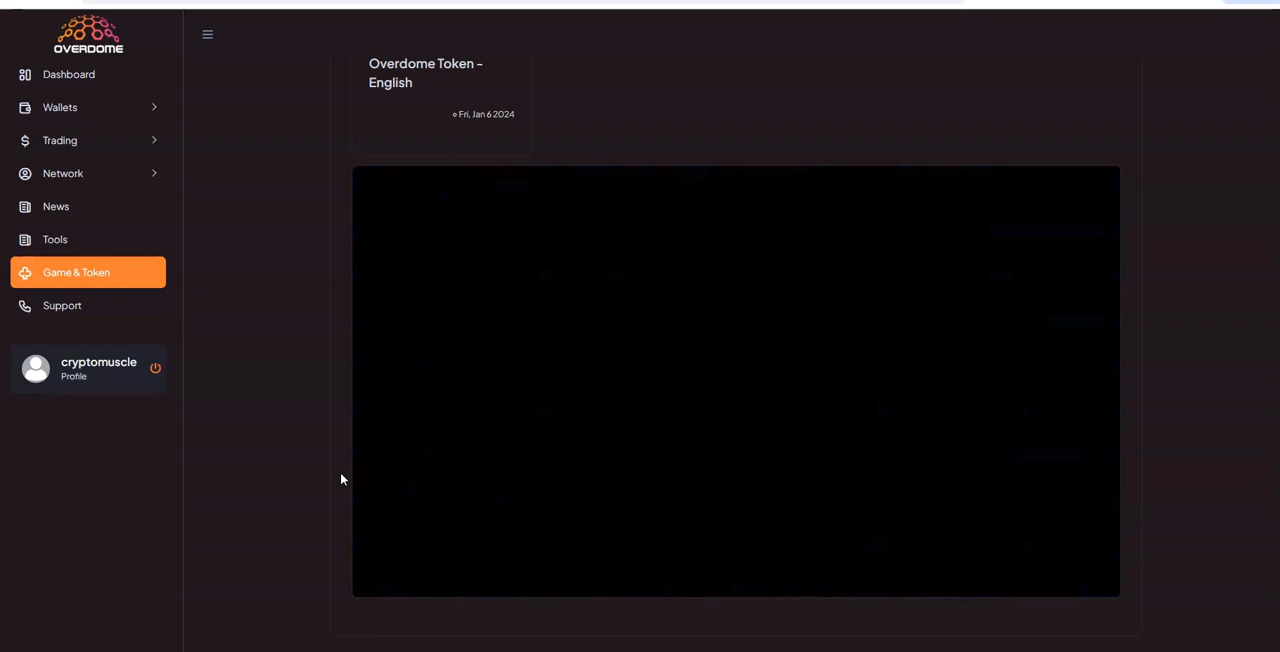 OVERDOME
Dashboard
Wallets
Trading
Network
News
Tools
Game & Token
Support
cryptomuscle
Profile
Overdome Token -
English
Fri, Jan 6 2024